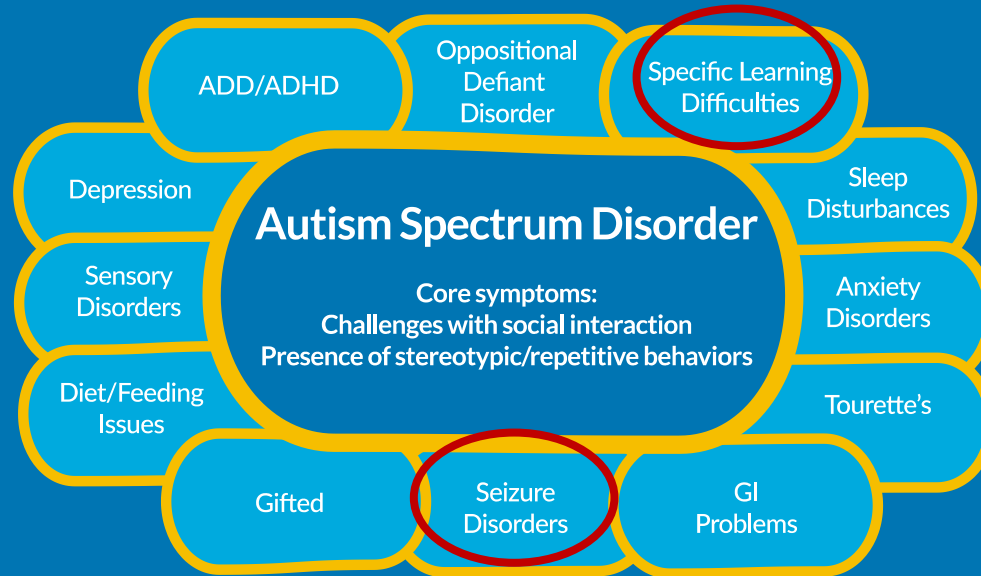 ADD/ADHD
Oppositional
Defiant
Disorder
Specific Learning
Difficulties
Depression
Sleep
Disturbances
Autism Spectrum Disorder
Core symptoms:
Challenges with social interaction
Presence of stereotypic/repetitive behaviors
Sensory
Disorders
Anxiety
Disorders
Diet/Feeding
Issues
Tourette’s
Gifted
Seizure
Disorders
GI
Problems